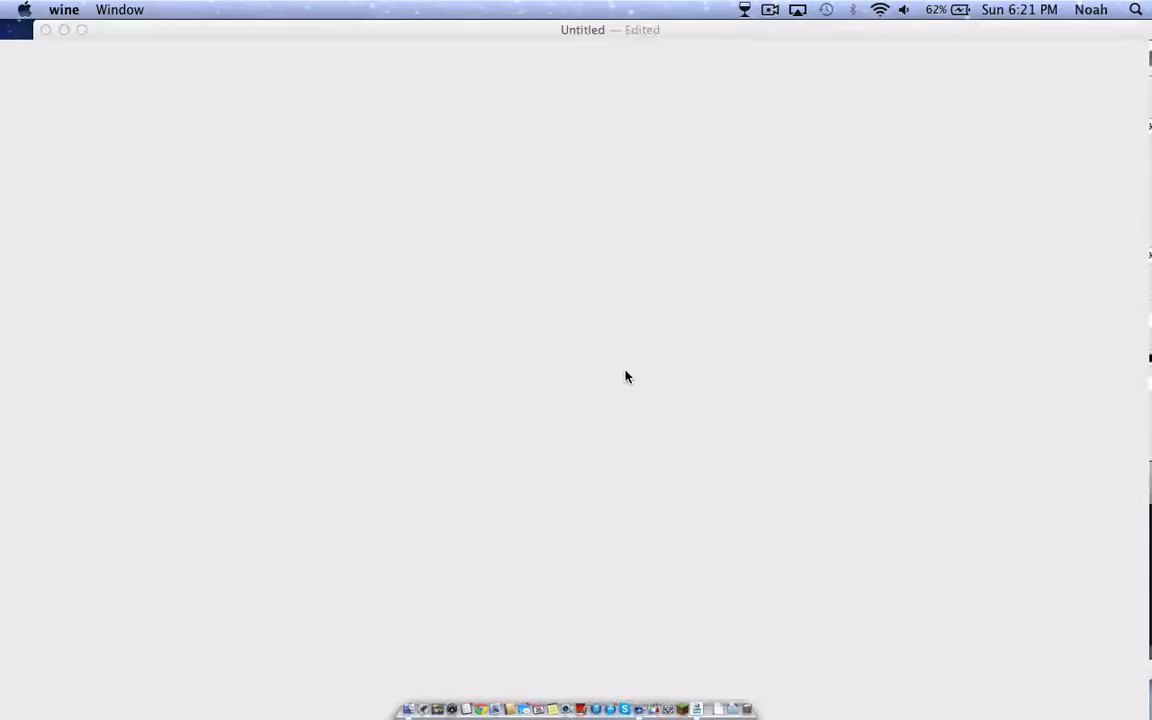 wine Window 62% Sun 6:21 PM Noah
Untitled — Edited